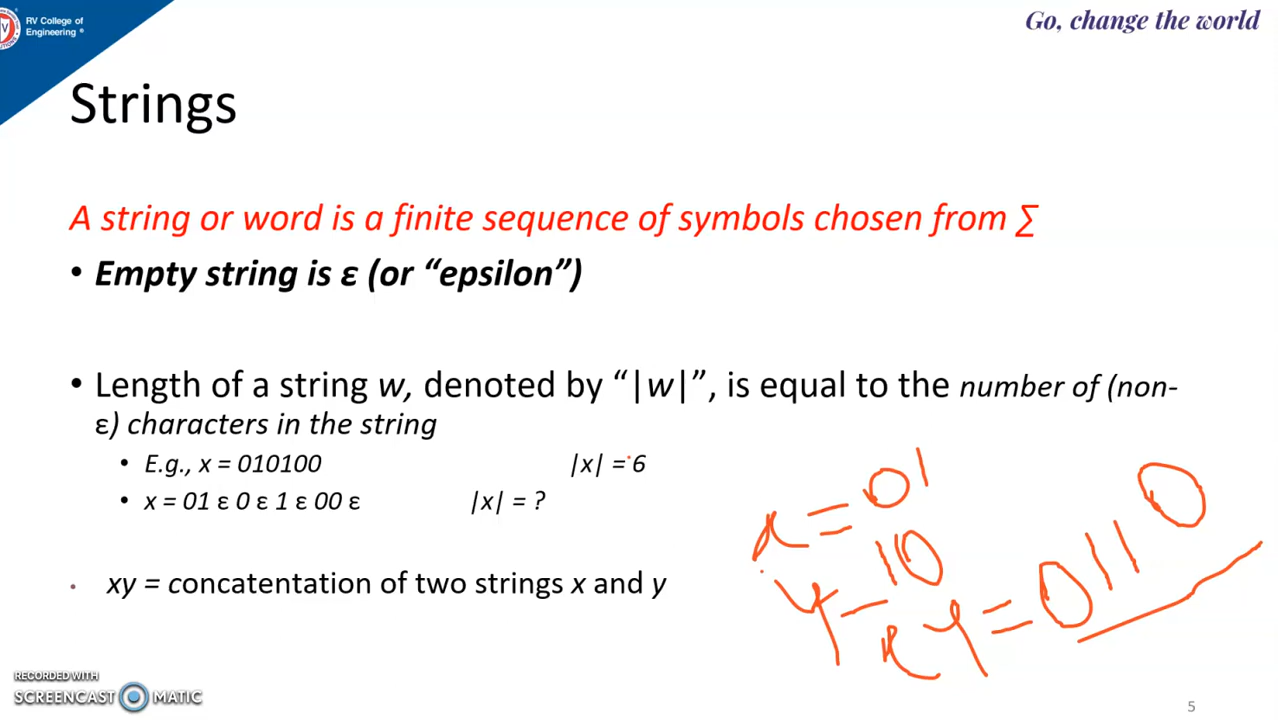 RV College of
Engineering ®
Go, change the world
Strings
A string or word is a finite sequence of symbols chosen from ∑
• Empty string is ε (or “epsilon”)
• Length of a string w, denoted by “|w|”, is equal to the number of (non-
ε) characters in the string
• E.g., x = 010100 |x| = 6
• x = 01 ε 0 ε 1 ε 00 ε |x| = ?
• xy = concatentation of two strings x and y
x = 01
y - 10
xy = 0110
RECORDED WITH
SCREENCAST MATIC
5